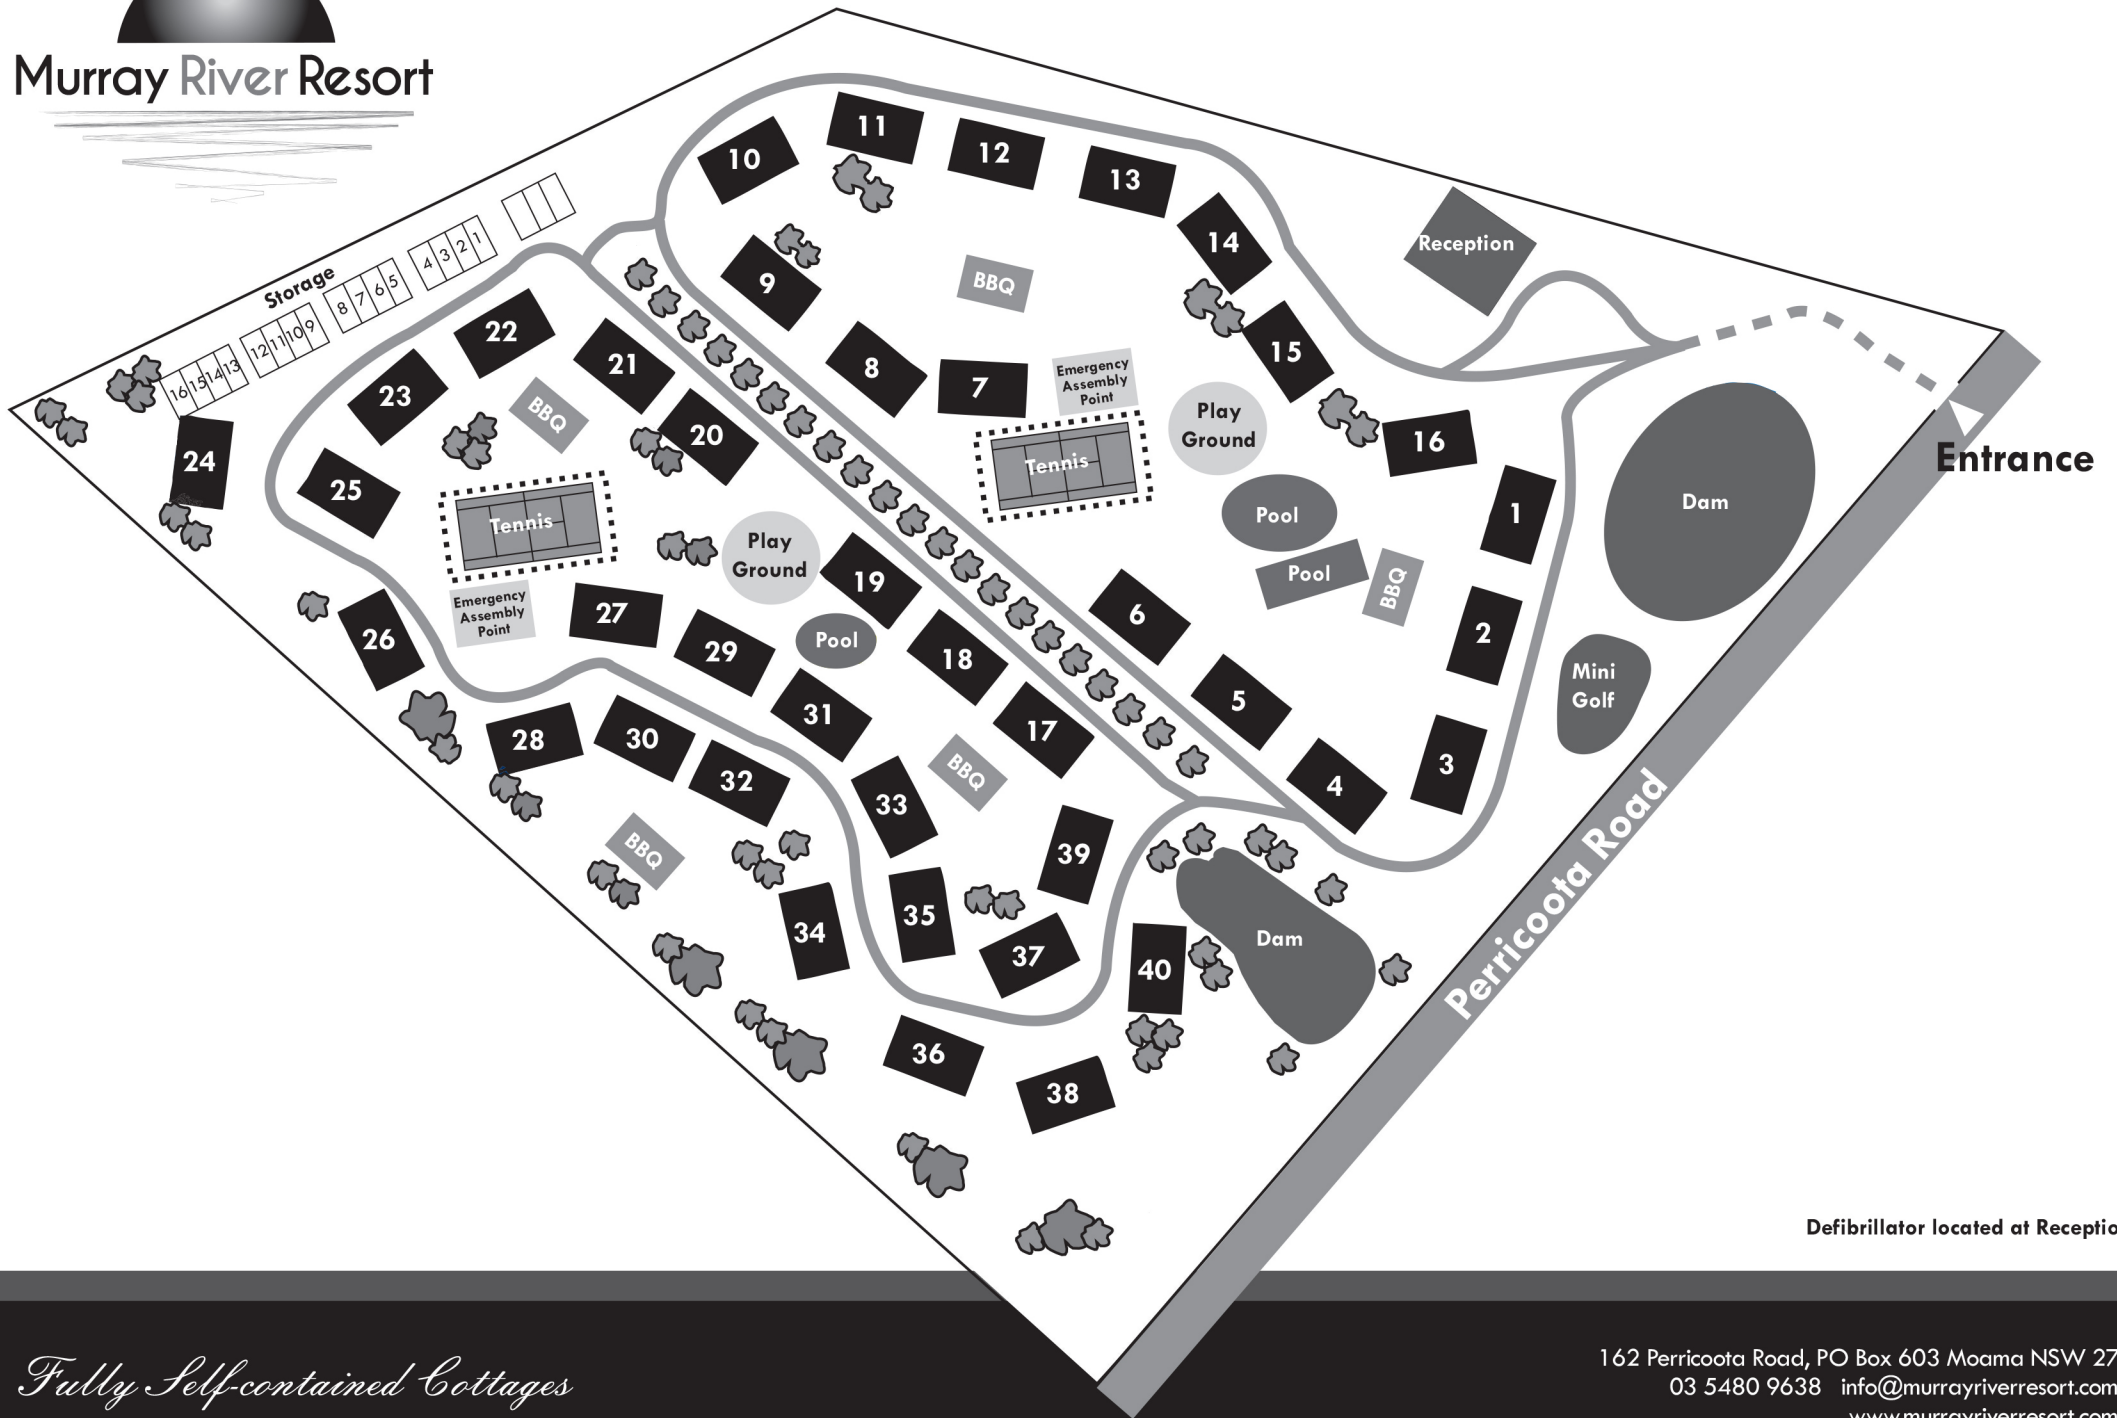 Murray River Resort
Storage
16 15 14 13
12 11 10 9
8 7 6 5
4 3 2 1
10
11
12
13
14
15
16
Reception
9
8
7
BBQ
Emergency
Assembly
Point
Tennis
Play
Ground
Pool
Pool
BBQ
1
2
3
4
5
6
Dam
Mini
Golf
Entrance
Perricoota Road
22
21
20
23
24
25
BBQ
Tennis
Emergency
Assembly
Point
Play
Ground
Pool
19
18
17
26
27
29
31
28
30
32
33
BBQ
BBQ
34
35
37
39
40
Dam
36
38
Defibrillator located at Receptio
Fully Self-contained Cottages
162 Perricoota Road, PO Box 603 Moama NSW 27
03 5480 9638 info@murrayriverresort.com
www.murrayriverresort.com